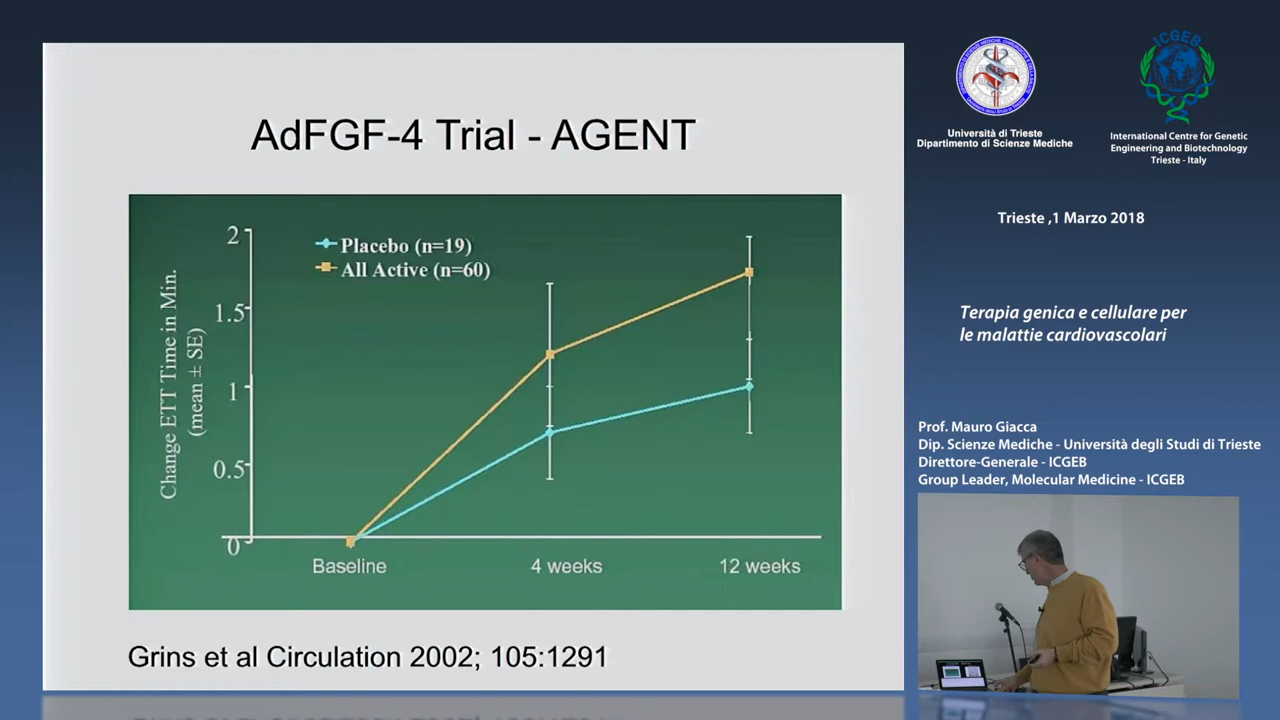 AdFGF-4 Trial - AGENT
Change ETT Time in Min.
(mean ± SE)
2
1.5
1
0.5
0
Placebo (n=19)
All Active (n=60)
Baseline
4 weeks
12 weeks
Grins et al Circulation 2002; 105:1291
Università di Trieste
Dipartimento di Scienze Mediche
ICGEB
International Centre for Genetic
Engineering and Biotechnology
Trieste - Italy
Trieste ,1 Marzo 2018
Terapia genica e cellulare per
le malattie cardiovascolari
Prof. Mauro Giacca
Dip. Scienze Mediche - Università degli Studi di Trieste
Direttore-Generale - ICGEB
Group Leader, Molecular Medicine - ICGEB